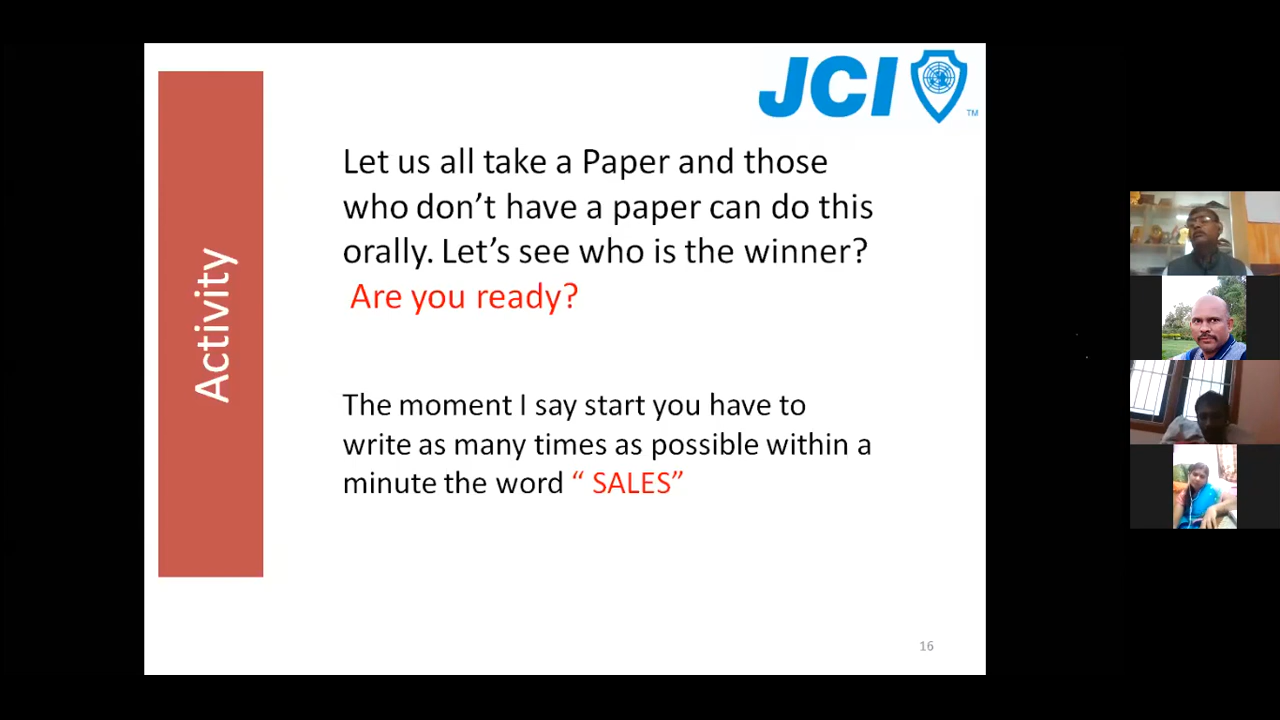 JCI
TM
Activity
Let us all take a Paper and those
who don’t have a paper can do this
orally. Let’s see who is the winner?
Are you ready?
The moment I say start you have to
write as many times as possible within a
minute the word “ SALES”
16